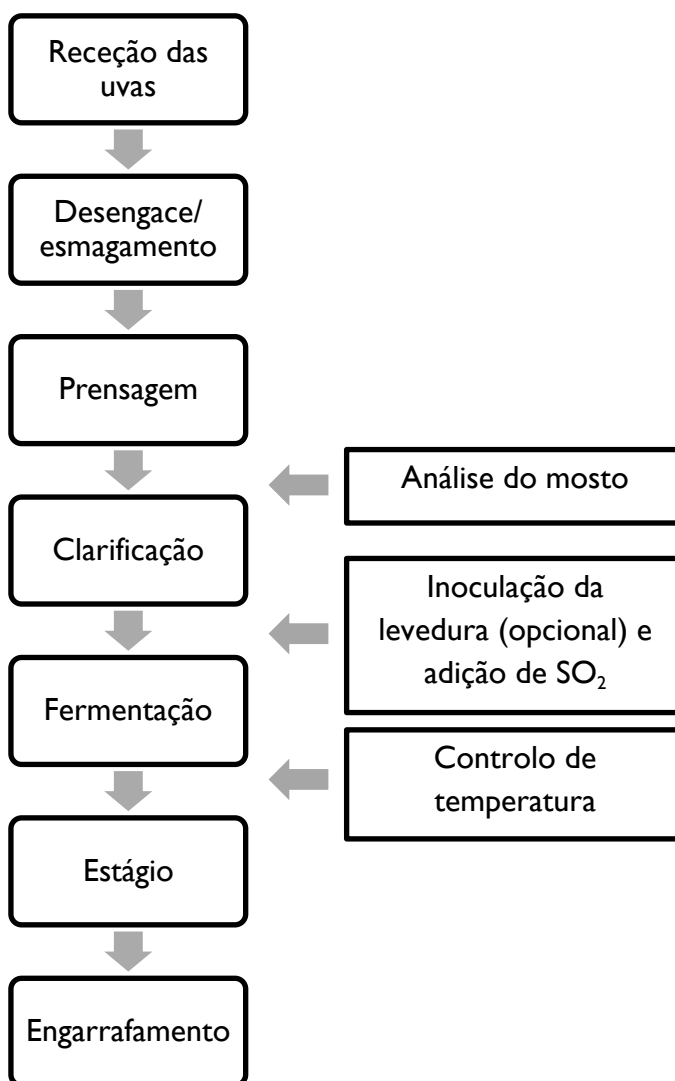 Receção das
uvas
Desengace/
esmagamento
Prensagem
Análise do mosto
Clarificação
Inoculação da
levedura (opcional) e
adição de SO₂
Fermentação
Controlo de
temperatura
Estágio
Engarrafamento